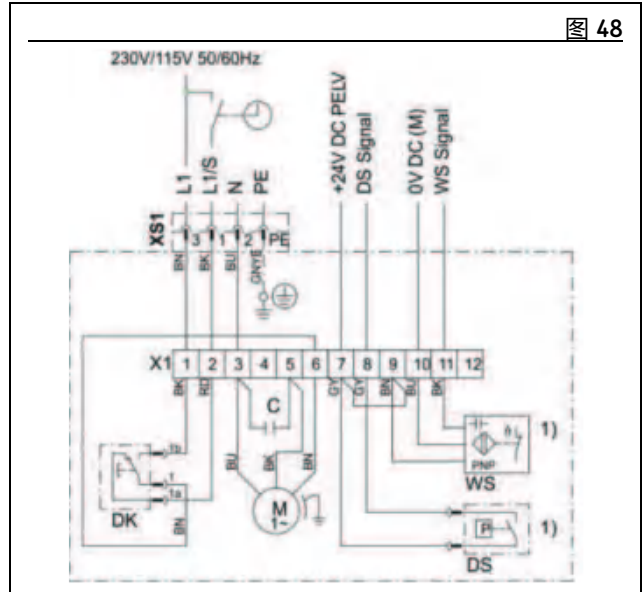 图 48
230V/115V 50/60Hz
L1
L1/S
N
PE
+24V DC PELV
DS Signal
0V DC (M)
WS Signal
XS1
3 1 2 PE
BN BK BU GNYE
X1 1 2 3 4 5 6 7 8 9 10 11 12
BK RD GY GY BN BU BK
C
1b
1
1a
BN
DK
BU BK BN
M
1~
PNP
WS
1)
P
DS
1)